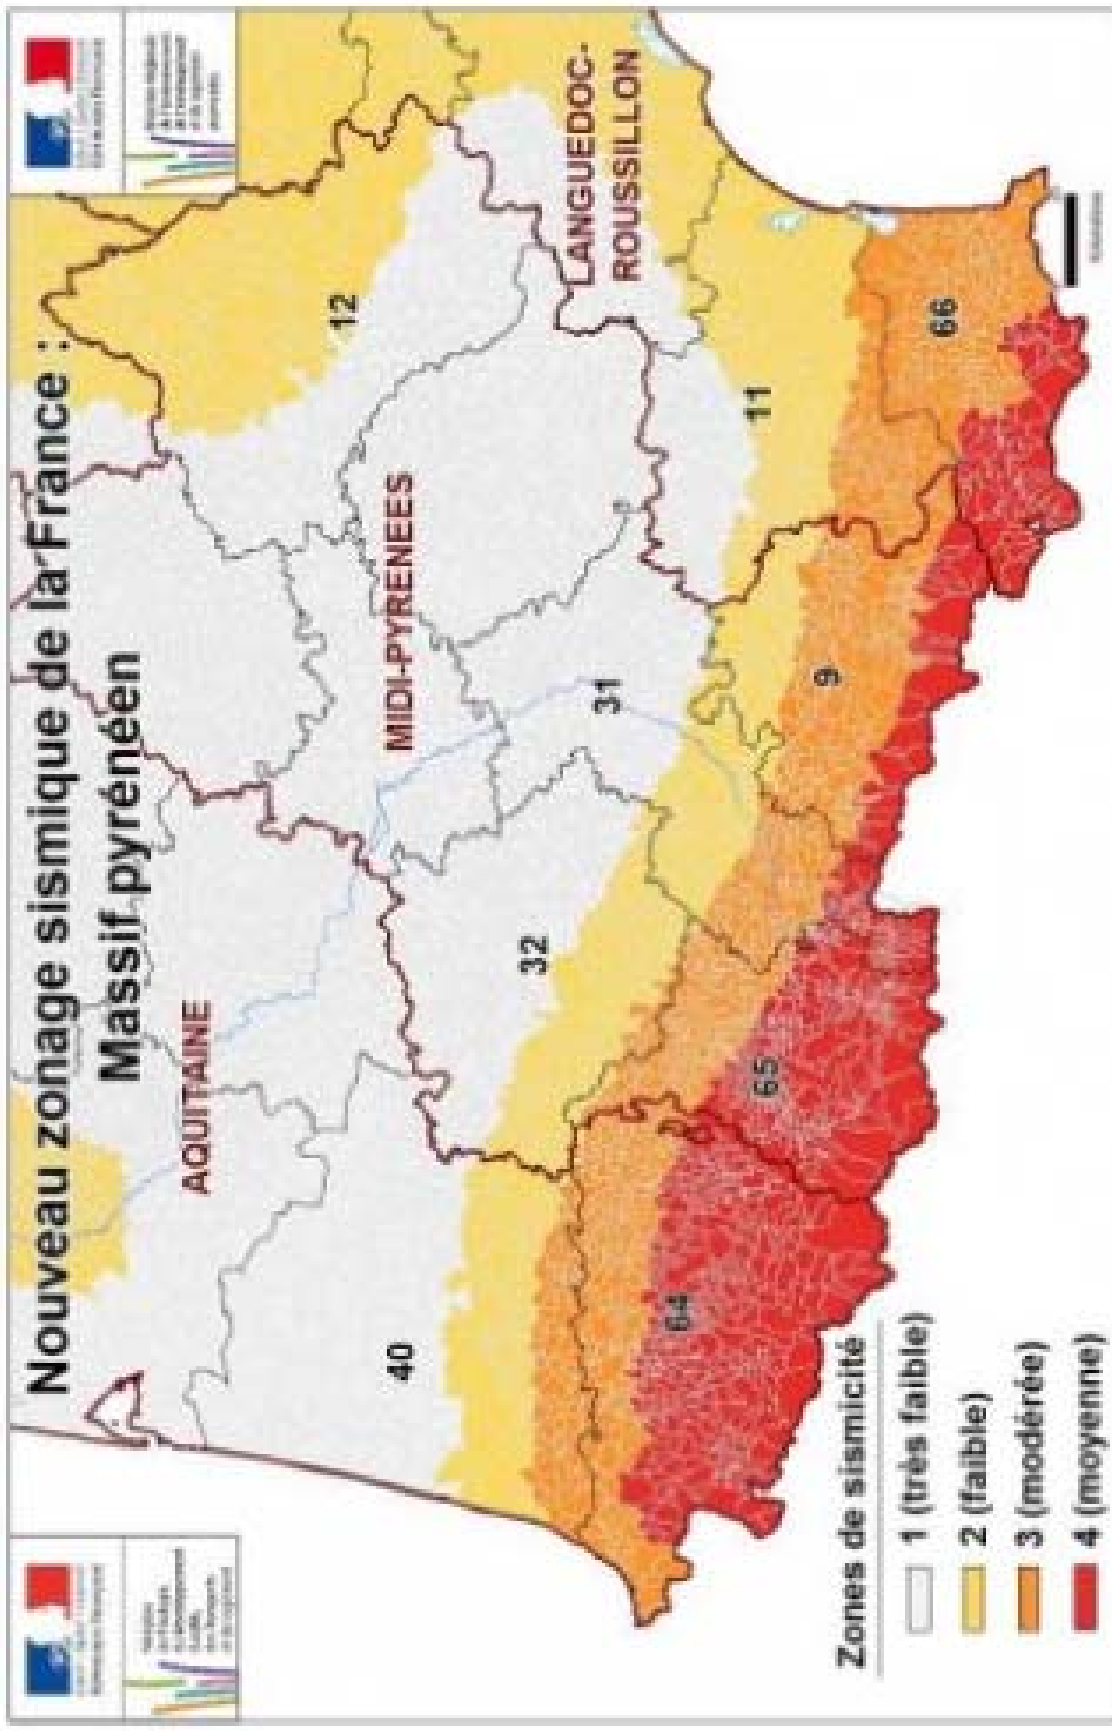 Nouveau zonage sismique de la France :
Massif pyrénéen
AQUITAINE
MIDI-PYRENEES
LANGUEDOC-
ROUSSILLON
12
40
32
31
11
64
65
9
66
Zones de sismicité
1 (très faible)
2 (faible)
3 (modérée)
4 (moyenne)